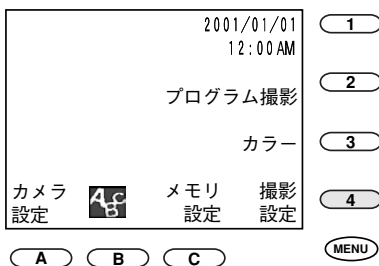 2001/01/01
12:00AM
1
2
プログラム撮影
カラー
3
カメラ
設定
ABC
メモリ
設定
撮影
設定
4
A
B
C
MENU